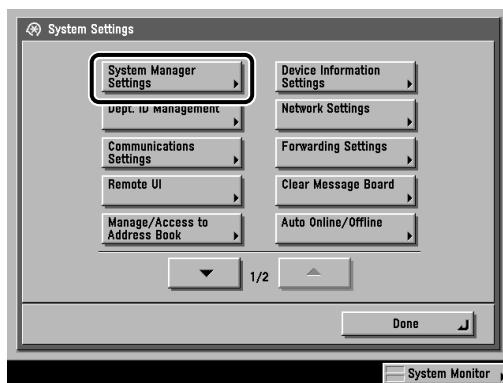 System Settings
System Manager
Settings
Device Information
Settings
Dept. ID Management
Network Settings
Communications
Settings
Forwarding Settings
Remote UI
Clear Message Board
Manage/Access to
Address Book
Auto Online/Offline
1/2
Done
System Monitor